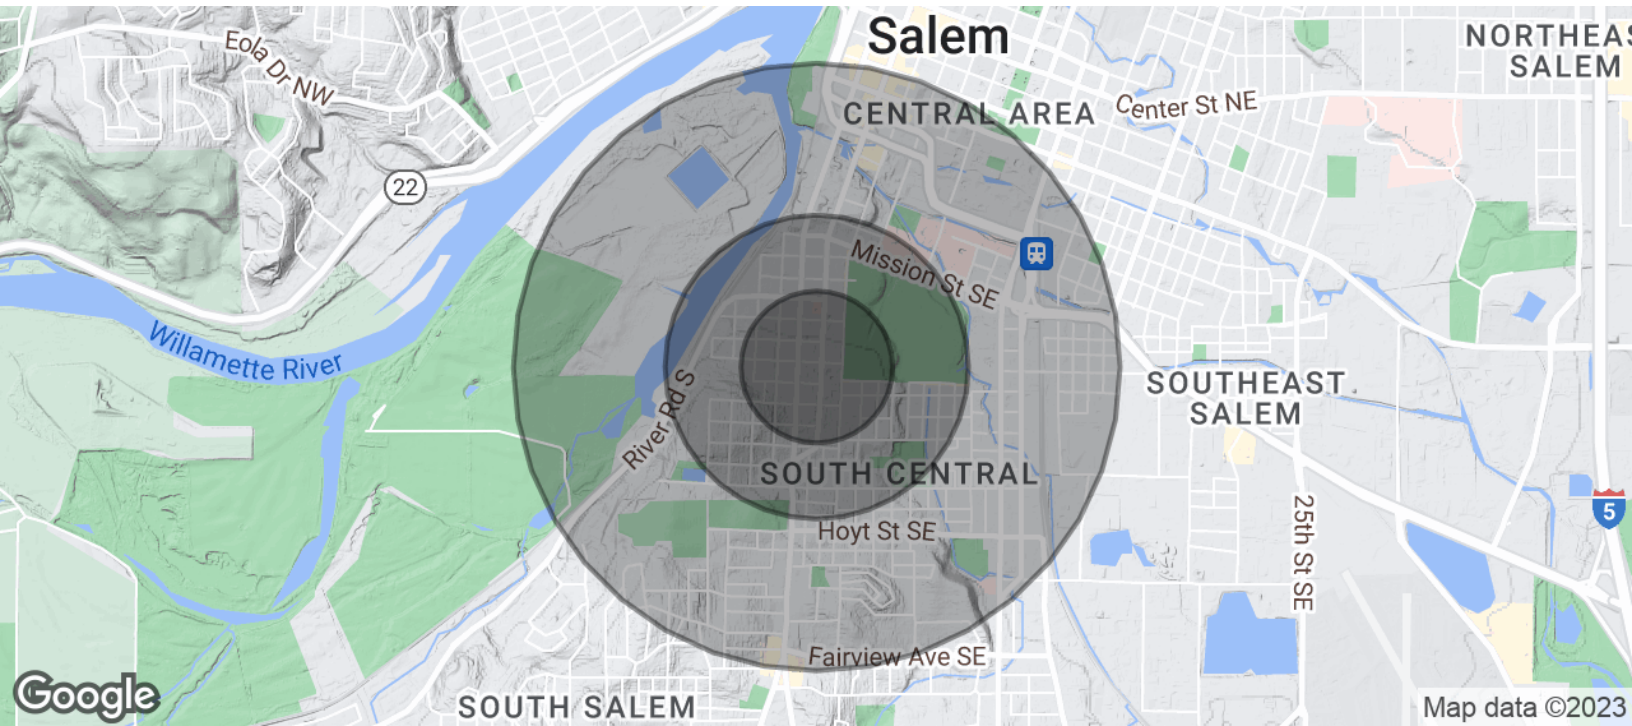 Salem
NORTHEAS
SALEM
Eola Dr NW
CENTRAL AREA
Center St NE
22
Mission St SE
Willamette River
River Rd S
SOUTHEAST
SALEM
SOUTH CENTRAL
Hoyt St SE
25th St SE
5
Fairview Ave SE
SOUTH SALEM
Google
Map data ©2023